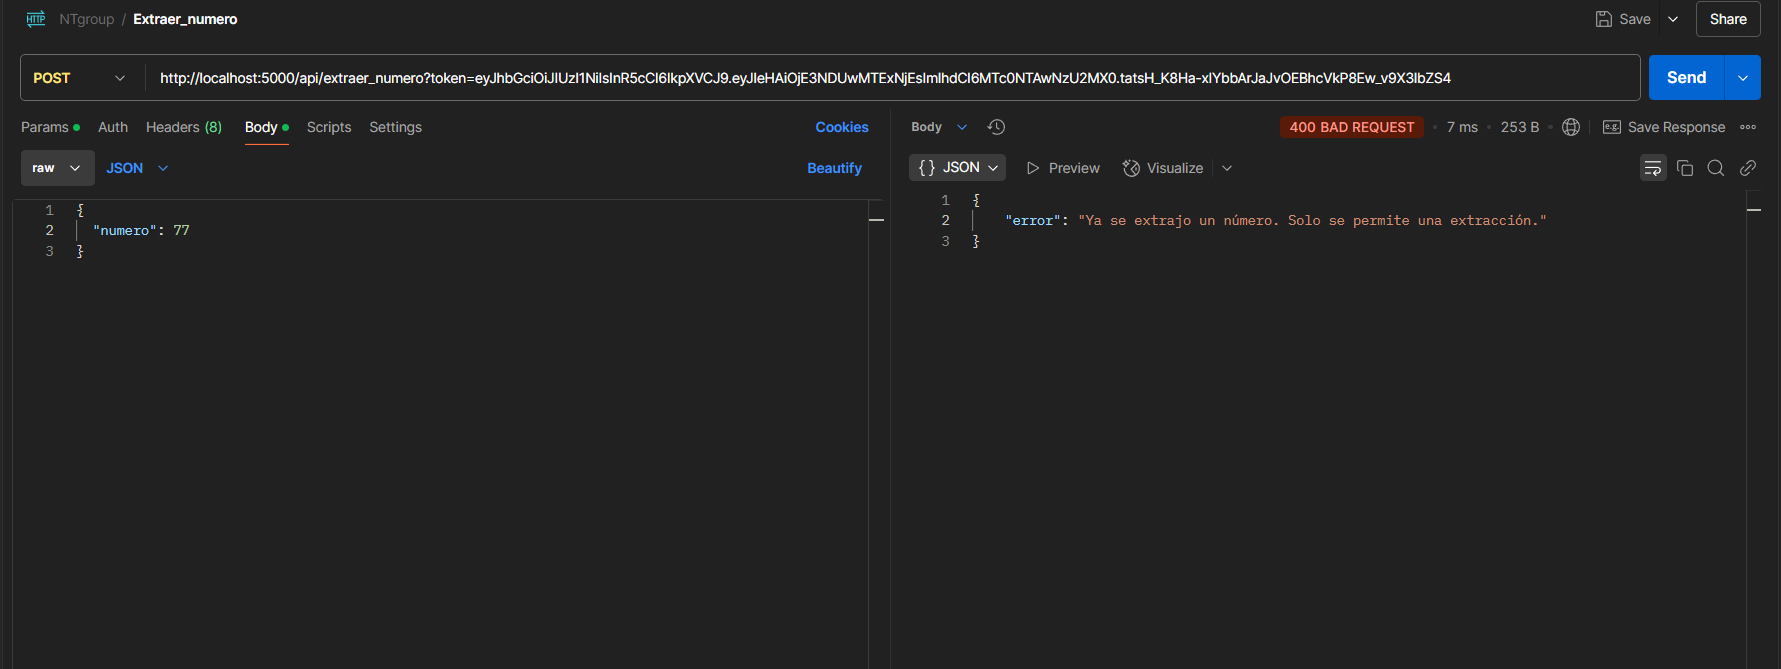 HTTP NTgroup / Extraer_numero Save Share
POST http://localhost:5000/api/extraer_numero?token=eyJhbGciOiJIUzI1NiIsInR5cCI6IkpXVCJ9.eyJleHAiOjE3NDUwMTExNjEsImlhdCI6MTc0NTAwNzU2MX0.tatsH_K8Ha-xIYbbArJaJvOEBhcVkP8Ew_v9X3IbZS4 Send
Params Auth Headers (8) Body Scripts Settings Cookies
raw JSON Beautify
1 {
2 "numero": 77
3 }
Body 400 BAD REQUEST 7 ms 253 B e.g. Save Response
{} JSON Preview Visualize
1 {
2 "error": "Ya se extrajo un número. Solo se permite una extracción."
3 }